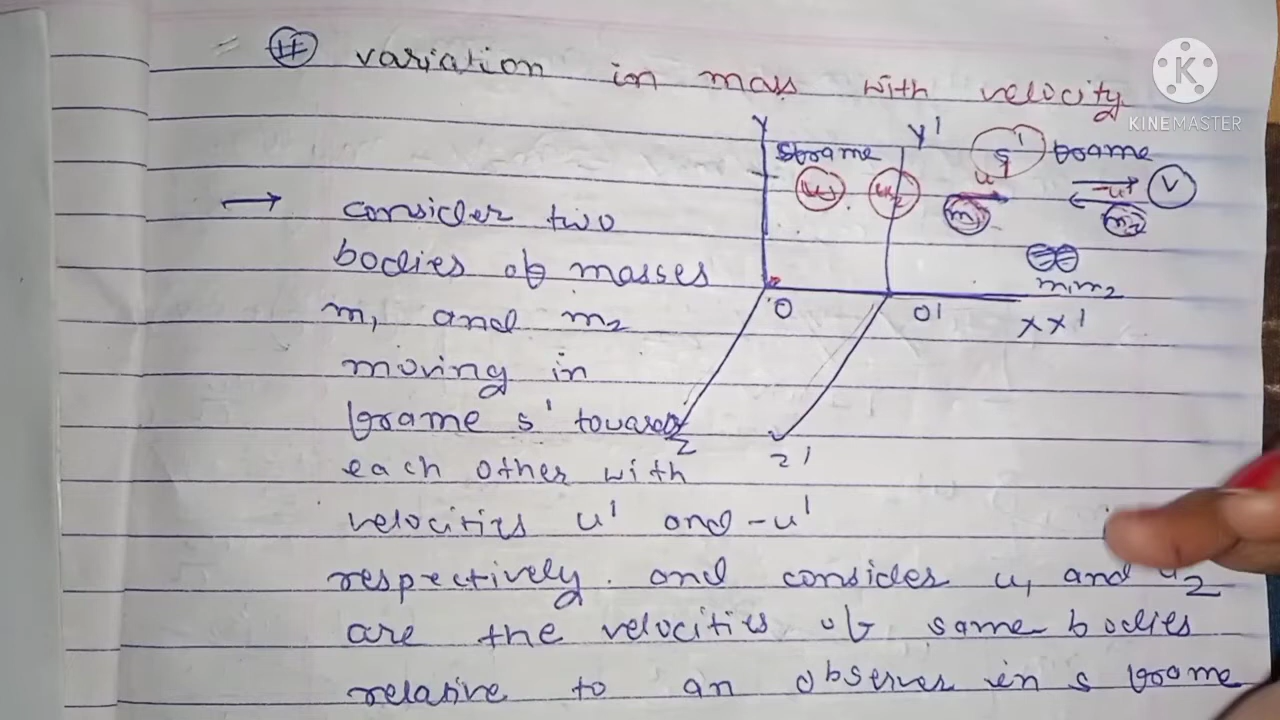 # variation in mass with velocity
KINEMASTER
Y Y'
S frame S' frame
u1 u2 u' -u' V
m1 m2
→ consider two
bodies of masses
m1m2
m1 and m2
O O' X X'
moving in
frame s' towards
Z Z'
each other with
velocities u' and -u'
respectively. and consider u1 and u2
are the velocities of same bodies
relative to an observer in s frame